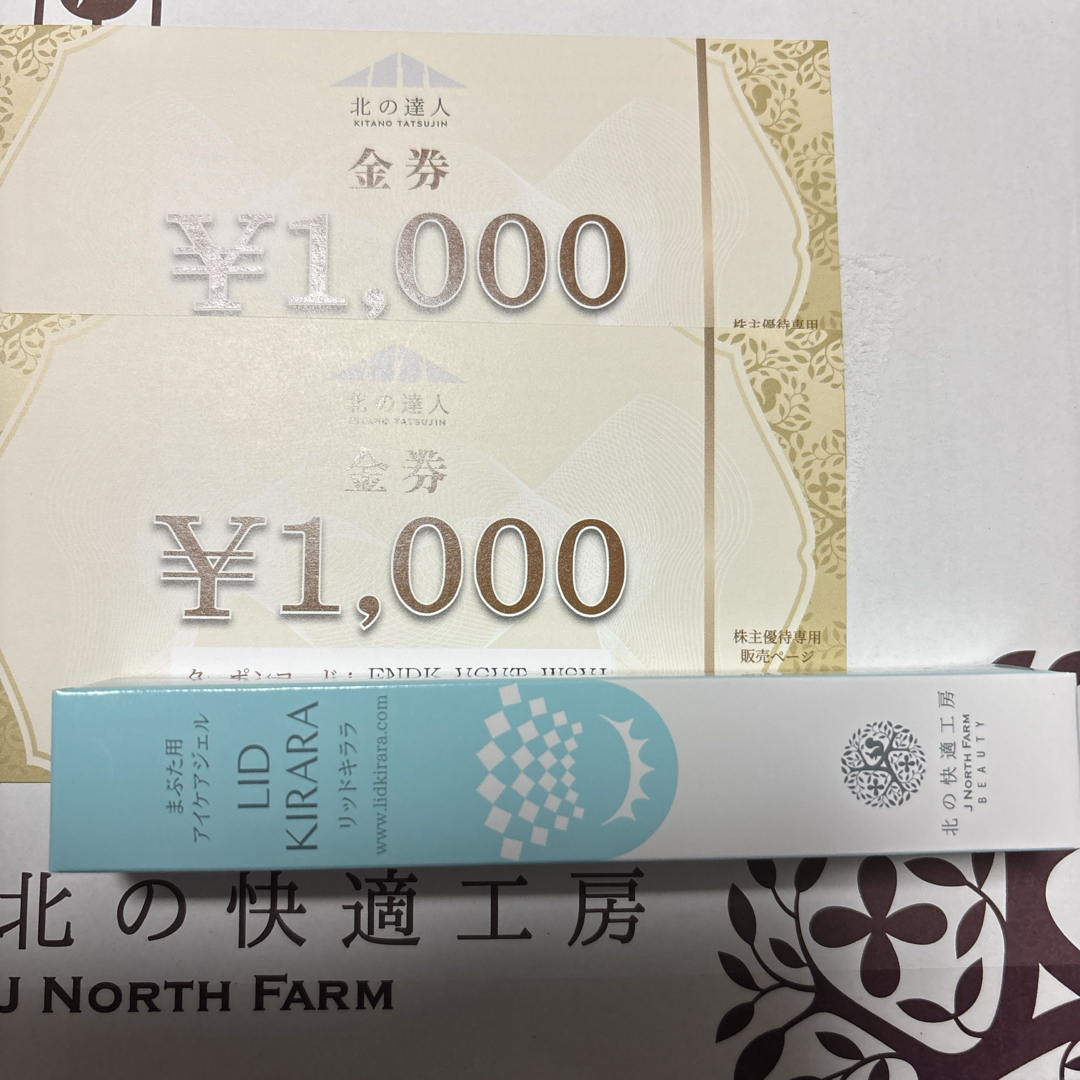 北の達人
KITANO TATSUJIN
金券
¥1,000
株主優待専用
北の達人
KITANO TATSUJIN
金券
¥1,000
株主優待専用
販売ページ
まぶた用
アイケアジェル
LID
KIRARA
リッドキララ
www.lidkirara.com
北の快適工房
J NORTH FARM
BEAUTY
北の快適工房
J NORTH FARM